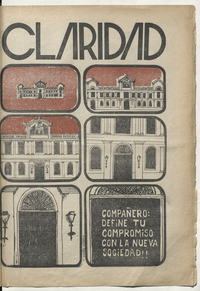 CLARIDAD
COMPAÑERO:
DEFINE TU
COMPROMISO
CON LA NUEVA
SOCIEDAD!!